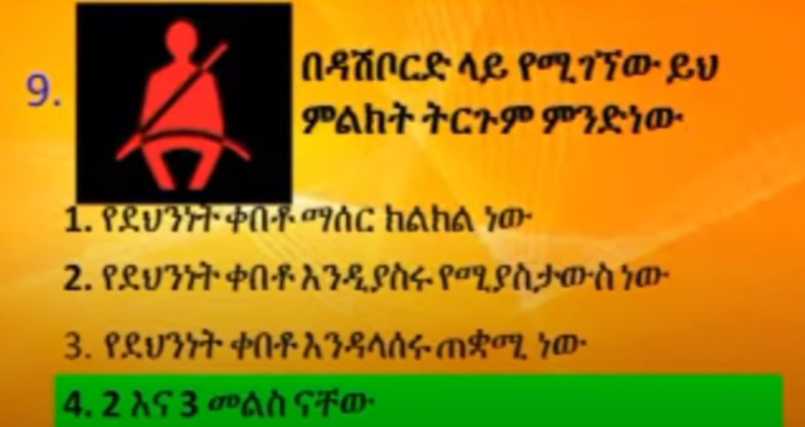 9.
በዳሽቦርድ ላይ የሚገኘው ይህ
ምልክት ትርጉም ምንድነው
1. የደህንነት ቀበቶ ማሰር ክልክል ነው
2. የደህንነት ቀበቶ እንዲያስሩ የሚያስታውስ ነው
3. የደህንነት ቀበቶ እንዳላሰሩ ጠቋሚ ነው
4. 2 እና 3 መልስ ናቸው